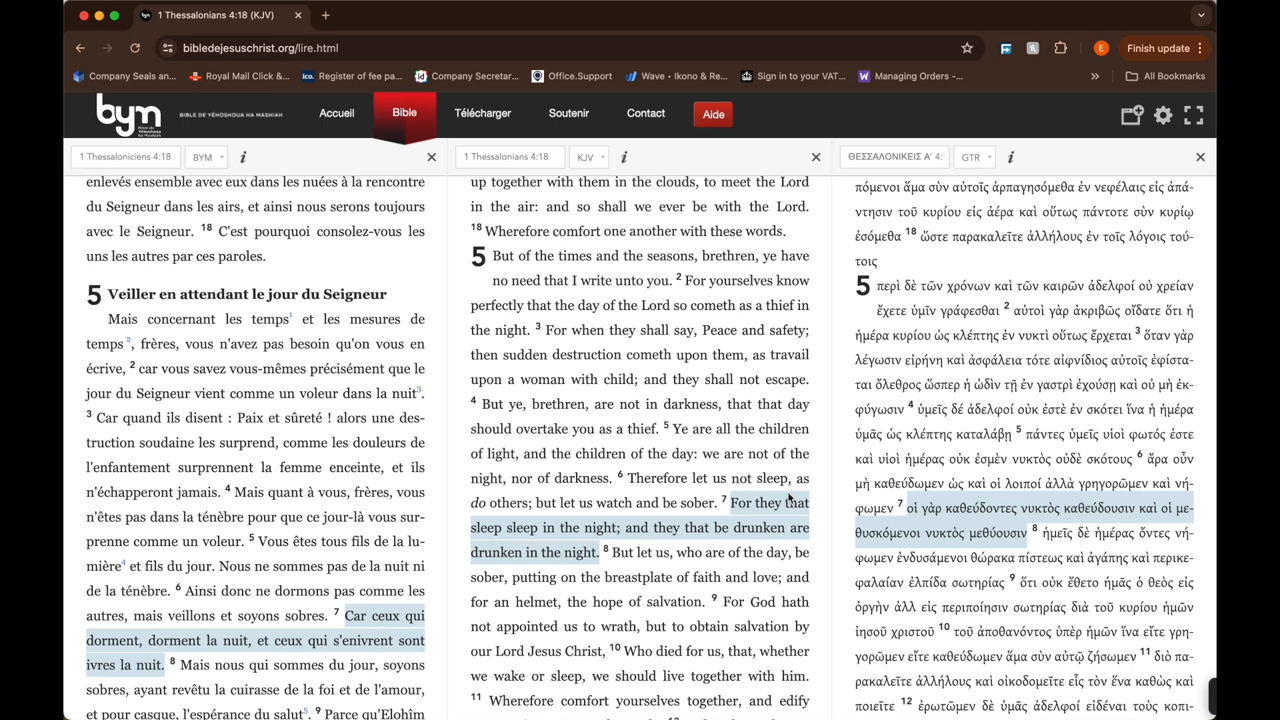 1 Thessalonians 4:18 (KJV)
bibledejesuschrist.org/lire.html
Finish update
Company Seals an...
Royal Mail Click &...
Register of fee pa...
Company Secretar...
Office.Support
Wave • Ikono & Re...
Sign in to your VAT...
Managing Orders –...
All Bookmarks
bym
BIBLE DE YÉHOSHOUA HA MASHIAH
Accueil
Bible
Télécharger
Soutenir
Contact
Aide
1 Thessaloniciens 4:18
BYM
enlevés ensemble avec eux dans les nuées à la rencontre
du Seigneur dans les airs, et ainsi nous serons toujours
avec le Seigneur. 18 C'est pourquoi consolez-vous les
uns les autres par ces paroles.
5 Veiller en attendant le jour du Seigneur
Mais concernant les temps1 et les mesures de
temps 2, frères, vous n'avez pas besoin qu'on vous en
écrive, 2 car vous savez vous-mêmes précisément que le
jour du Seigneur vient comme un voleur dans la nuit3.
3 Car quand ils disent : Paix et sûreté ! alors une des-
truction soudaine les surprend, comme les douleurs de
l'enfantement surprennent la femme enceinte, et ils
n'échapperont jamais. 4 Mais quant à vous, frères, vous
n'êtes pas dans la ténèbre pour que ce jour-là vous sur-
prenne comme un voleur. 5 Vous êtes tous fils de la lu-
mière4 et fils du jour. Nous ne sommes pas de la nuit ni
de la ténèbre. 6 Ainsi donc ne dormons pas comme les
autres, mais veillons et soyons sobres. 7 Car ceux qui
dorment, dorment la nuit, et ceux qui s'enivrent sont
ivres la nuit. 8 Mais nous qui sommes du jour, soyons
sobres, ayant revêtu la cuirasse de la foi et de l'amour,
et pour casque, l'espérance du salut5. 9 Parce qu'Elohîm
1 Thessalonians 4:18
KJV
up together with them in the clouds, to meet the Lord
in the air: and so shall we ever be with the Lord.
18 Wherefore comfort one another with these words.
5 But of the times and the seasons, brethren, ye have
no need that I write unto you. 2 For yourselves know
perfectly that the day of the Lord so cometh as a thief in
the night. 3 For when they shall say, Peace and safety;
then sudden destruction cometh upon them, as travail
upon a woman with child; and they shall not escape.
4 But ye, brethren, are not in darkness, that that day
should overtake you as a thief. 5 Ye are all the children
of light, and the children of the day: we are not of the
night, nor of darkness. 6 Therefore let us not sleep, as
do others; but let us watch and be sober. 7 For they that
sleep sleep in the night; and they that be drunken are
drunken in the night. 8 But let us, who are of the day, be
sober, putting on the breastplate of faith and love; and
for an helmet, the hope of salvation. 9 For God hath
not appointed us to wrath, but to obtain salvation by
our Lord Jesus Christ, 10 Who died for us, that, whether
we wake or sleep, we should live together with him.
11 Wherefore comfort yourselves together, and edify
ΘΕΣΣΑΛΟΝΙΚΕΙΣ Α' 4:
GTR
πόμενοι ἅμα σὺν αὐτοῖς ἁρπαγησόμεθα ἐν νεφέλαις εἰς ἀπά-
ντησιν τοῦ κυρίου εἰς ἀέρα καὶ οὕτως πάντοτε σὺν κυρίῳ
ἐσόμεθα 18 ὥστε παρακαλεῖτε ἀλλήλους ἐν τοῖς λόγοις τού-
τοις
5 περὶ δὲ τῶν χρόνων καὶ τῶν καιρῶν ἀδελφοί οὐ χρείαν
ἔχετε ὑμῖν γράφεσθαι 2 αὐτοὶ γὰρ ἀκριβῶς οἴδατε ὅτι ἡ
ἡμέρα κυρίου ὡς κλέπτης ἐν νυκτὶ οὕτως ἔρχεται 3 ὅταν γὰρ
λέγωσιν εἰρήνη καὶ ἀσφάλεια τότε αἰφνίδιος αὐτοῖς ἐφίστα-
ται ὄλεθρος ὥσπερ ἡ ὠδὶν τῇ ἐν γαστρὶ ἐχούσῃ καὶ οὐ μὴ ἐκ-
φύγωσιν 4 ὑμεῖς δέ ἀδελφοί οὐκ ἐστὲ ἐν σκότει ἵνα ἡ ἡμέρα
ὑμᾶς ὡς κλέπτης καταλάβῃ 5 πάντες ὑμεῖς υἱοὶ φωτός ἐστε
καὶ υἱοὶ ἡμέρας οὐκ ἐσμὲν νυκτὸς οὐδὲ σκότους 6 ἄρα οὖν
μὴ καθεύδωμεν ὡς καὶ οἱ λοιποί ἀλλὰ γρηγορῶμεν καὶ νή-
φωμεν 7 οἱ γὰρ καθεύδοντες νυκτὸς καθεύδουσιν καὶ οἱ με-
θυσκόμενοι νυκτὸς μεθύουσιν 8 ἡμεῖς δὲ ἡμέρας ὄντες νή-
φωμεν ἐνδυσάμενοι θώρακα πίστεως καὶ ἀγάπης καὶ περικε-
φαλαίαν ἐλπίδα σωτηρίας 9 ὅτι οὐκ ἔθετο ἡμᾶς ὁ θεὸς εἰς
ὀργὴν ἀλλ εἰς περιποίησιν σωτηρίας διὰ τοῦ κυρίου ἡμῶν
ἰησοῦ χριστοῦ 10 τοῦ ἀποθανόντος ὑπὲρ ἡμῶν ἵνα εἴτε γρη-
γορῶμεν εἴτε καθεύδωμεν ἅμα σὺν αὐτῷ ζήσωμεν 11 διὸ πα-
ρακαλεῖτε ἀλλήλους καὶ οἰκοδομεῖτε εἷς τὸν ἕνα καθὼς καὶ
ποιεῖτε 12 ἐρωτῶμεν δὲ ὑμᾶς ἀδελφοί εἰδέναι τοὺς κοπι-